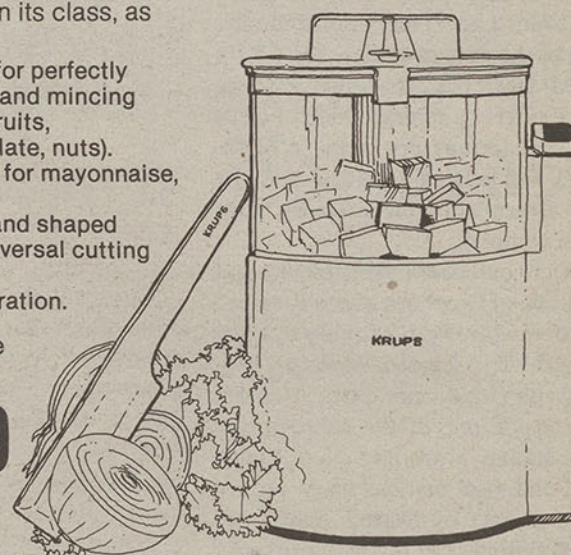 n its class, as
for perfectly
and mincing
ruits,
late, nuts).
for mayonnaise,
and shaped
versal cutting
ration.
e
KRUPS
KRUPS